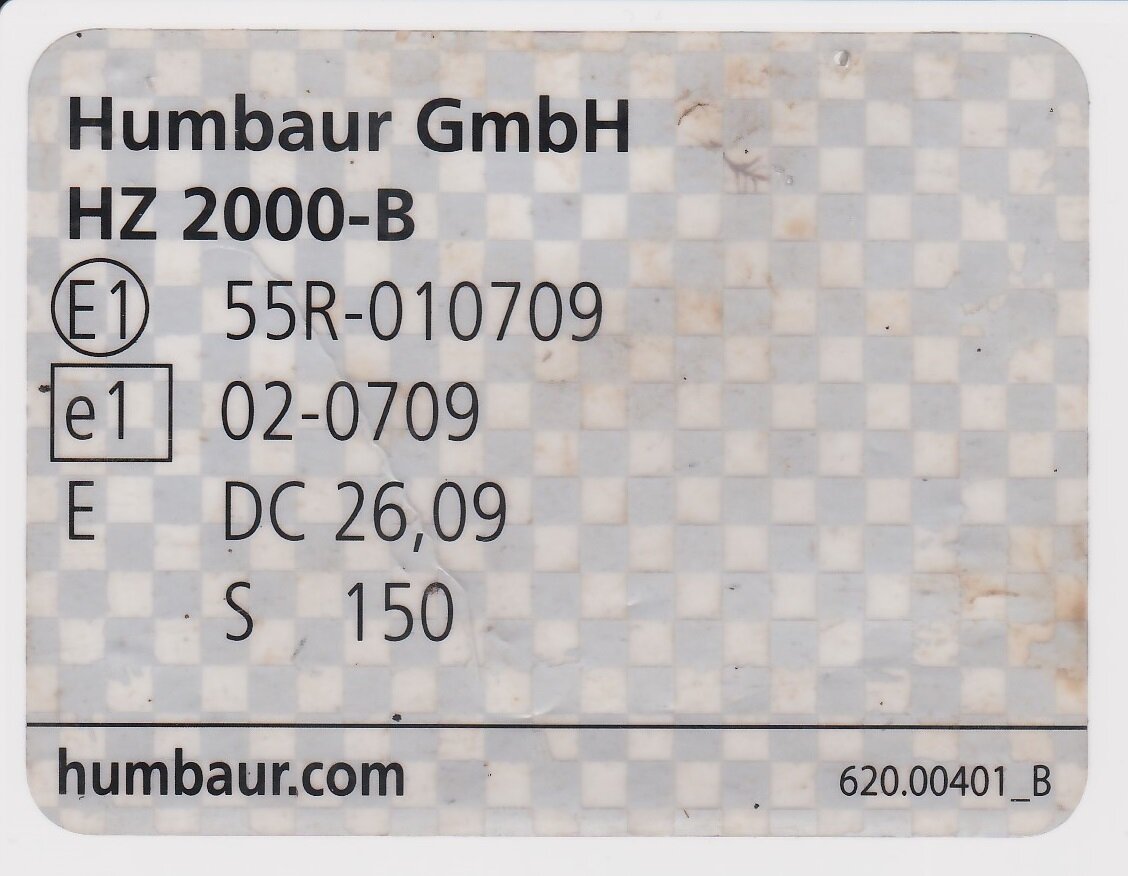 Humbaur GmbH
HZ 2000-B
E1 55R-010709
e1 02-0709
E DC 26,09
S 150
humbaur.com 620.00401_B